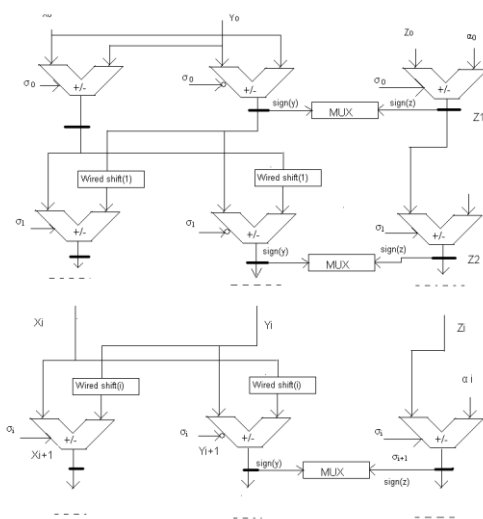 Yo
Zo
α0
σ0
+/-
σ0
+/-
σ0
+/-
sign(y)
MUX
sign(z)
Z1
Wired shift(1)
Wired shift(1)
σ1
+/-
σ1
+/-
σ1
+/-
sign(y)
MUX
sign(z)
Z2
Xi
Yi
Zi
Wired shift(i)
Wired shift(i)
α i
σi
+/-
σi
+/-
σi
+/-
Xi+1
Yi+1
σi+1
sign(y)
MUX
sign(z)